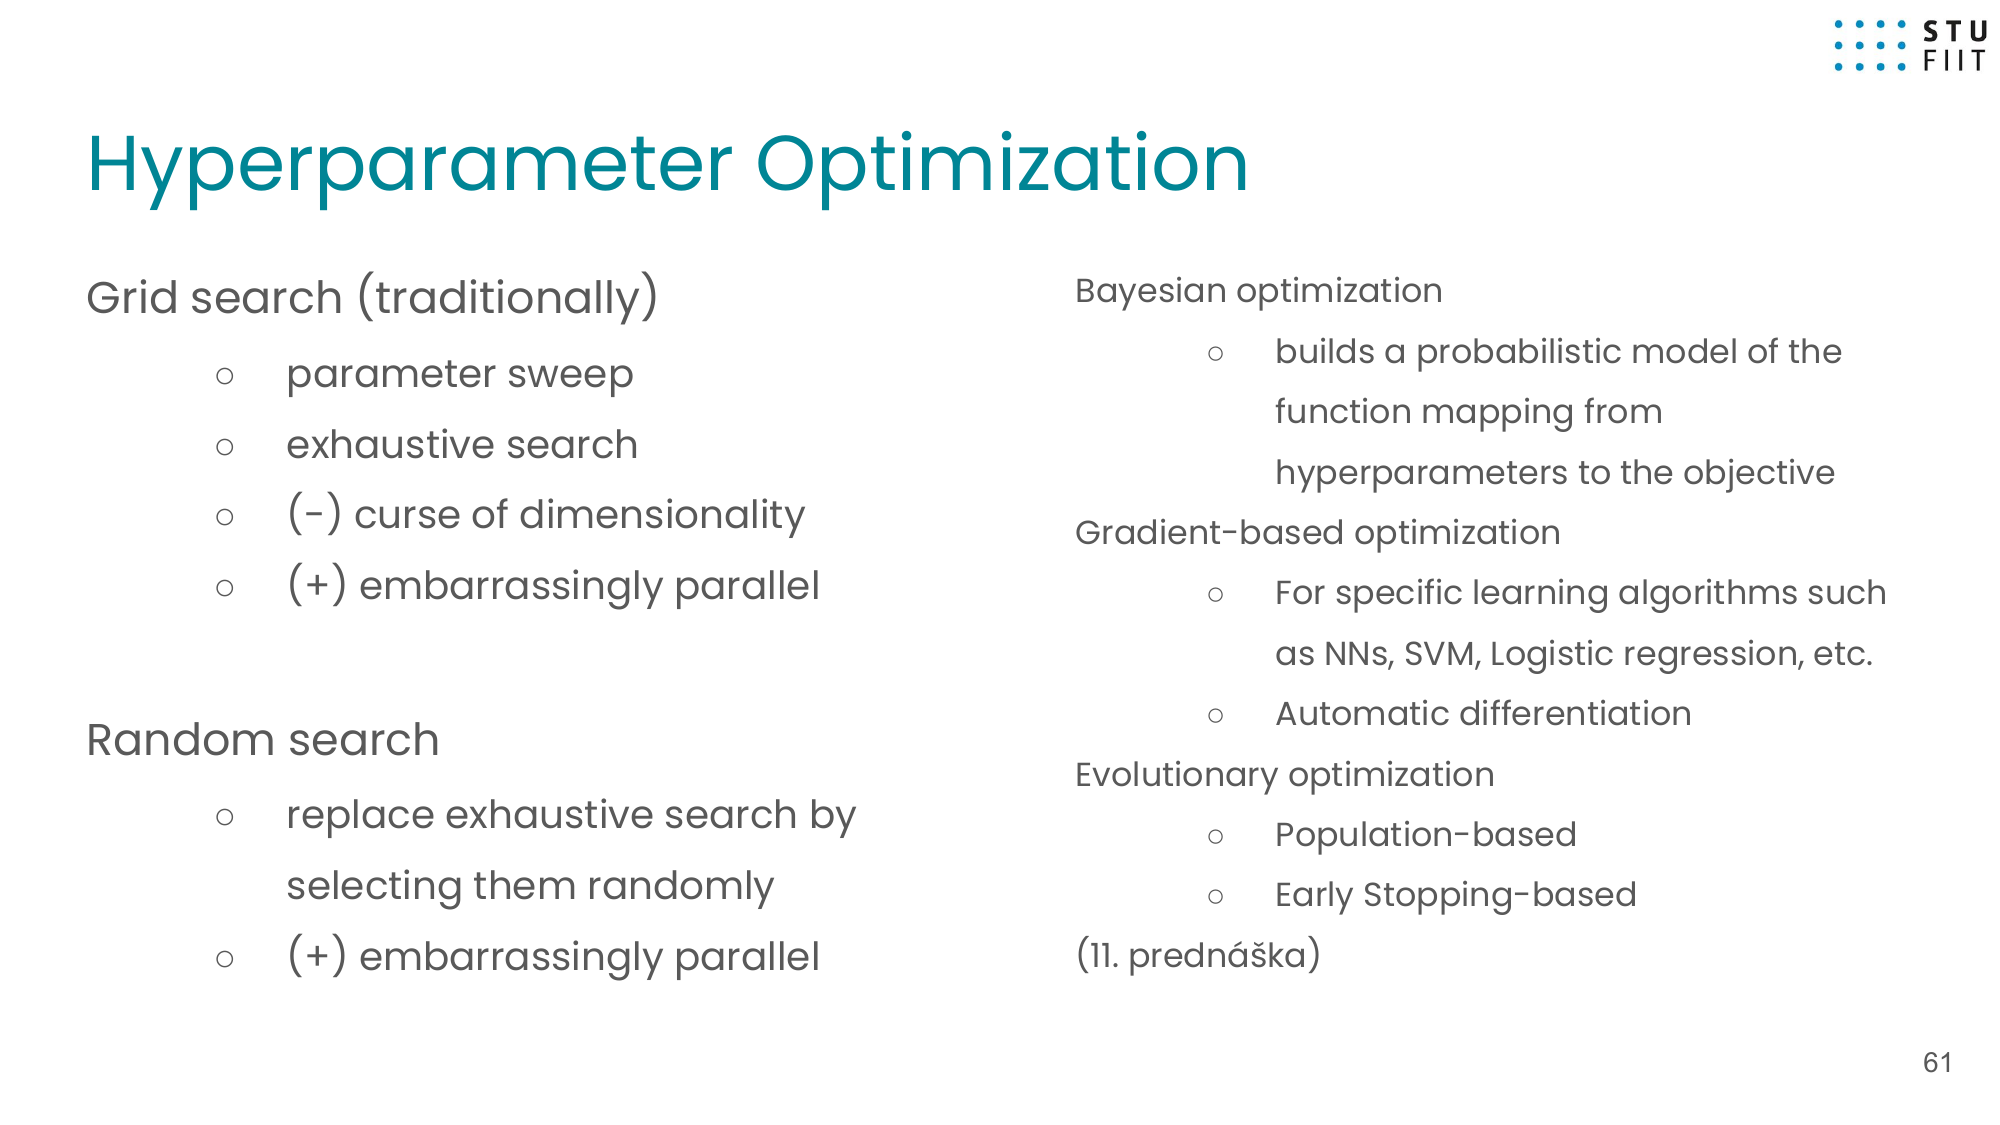 STU
FIIT
Hyperparameter Optimization
Grid search (traditionally)
○ parameter sweep
○ exhaustive search
○ (-) curse of dimensionality
○ (+) embarrassingly parallel
Random search
○ replace exhaustive search by
selecting them randomly
○ (+) embarrassingly parallel
Bayesian optimization
○ builds a probabilistic model of the
function mapping from
hyperparameters to the objective
Gradient-based optimization
○ For specific learning algorithms such
as NNs, SVM, Logistic regression, etc.
○ Automatic differentiation
Evolutionary optimization
○ Population-based
○ Early Stopping-based
(11. prednáška)
61